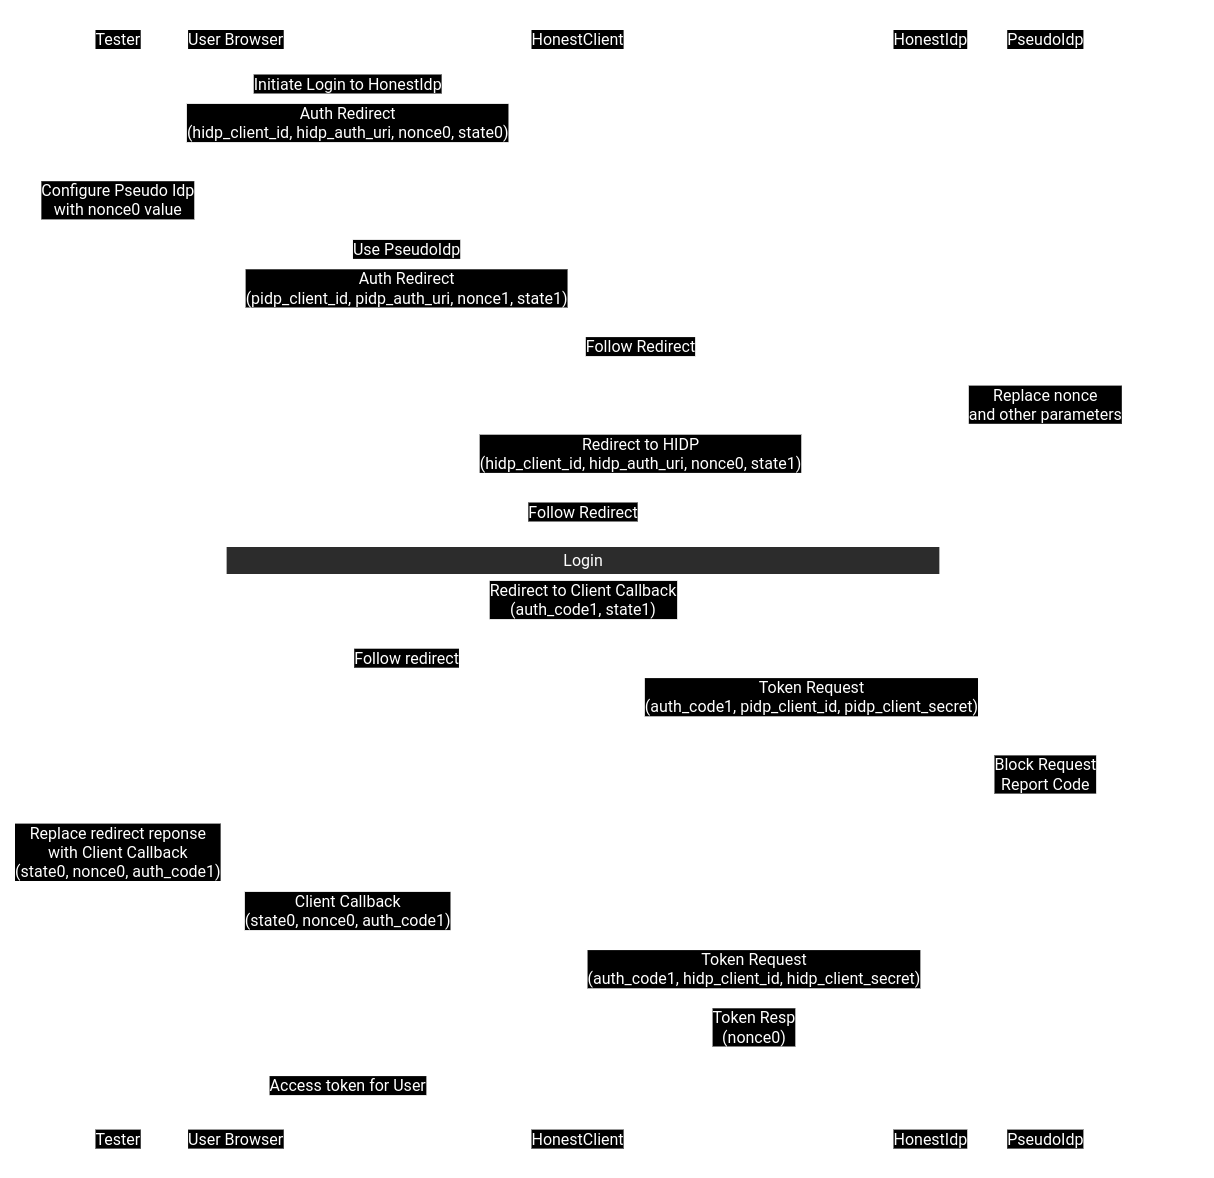 Tester User Browser HonestClient HonestIdp PseudoIdp
Initiate Login to HonestIdp
Auth Redirect
(hidp_client_id, hidp_auth_uri, nonce0, state0)
Configure Pseudo Idp
with nonce0 value
Use PseudoIdp
Auth Redirect
(pidp_client_id, pidp_auth_uri, nonce1, state1)
Follow Redirect
Replace nonce
and other parameters
Redirect to HIDP
(hidp_client_id, hidp_auth_uri, nonce0, state1)
Follow Redirect
Login
Redirect to Client Callback
(auth_code1, state1)
Follow redirect
Token Request
(auth_code1, pidp_client_id, pidp_client_secret)
Block Request
Report Code
Replace redirect reponse
with Client Callback
(state0, nonce0, auth_code1)
Client Callback
(state0, nonce0, auth_code1)
Token Request
(auth_code1, hidp_client_id, hidp_client_secret)
Token Resp
(nonce0)
Access token for User
Tester User Browser HonestClient HonestIdp PseudoIdp